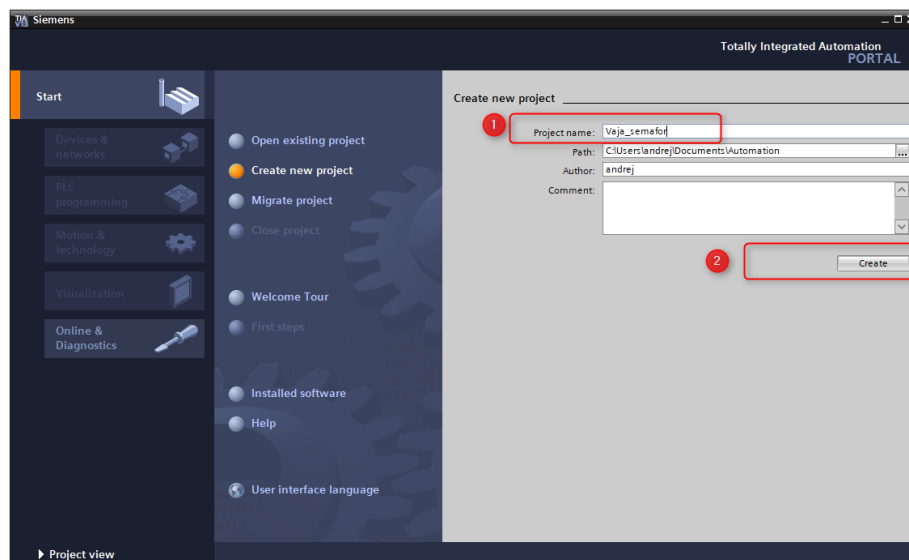 TIA
V13
Siemens
Totally Integrated Automation
PORTAL
Start
Devices &
networks
PLC
programming
Motion &
technology
Visualization
Online &
Diagnostics
Open existing project
Create new project
Migrate project
Close project
Welcome Tour
First steps
Installed software
Help
User interface language
Create new project
1
Project name: Vaja_semafor
Path: C:\Users\andrej\Documents\Automation
...
Author: andrej
Comment:
2
Create
Project view